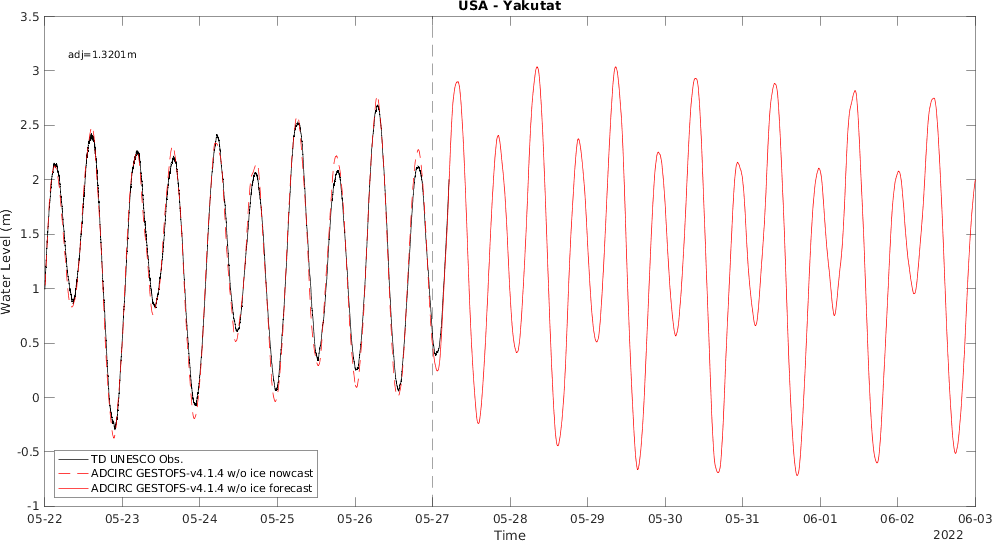 USA - Yakutat
adj=1.3201m
3.5
3
2.5
2
1.5
1
0.5
0
-0.5
-1
Water Level (m)
TD UNESCO Obs.
ADCIRC GESTOFS-v4.1.4 w/o ice nowcast
ADCIRC GESTOFS-v4.1.4 w/o ice forecast
05-22 05-23 05-24 05-25 05-26 05-27 05-28 05-29 05-30 05-31 06-01 06-02 06-03
Time
2022